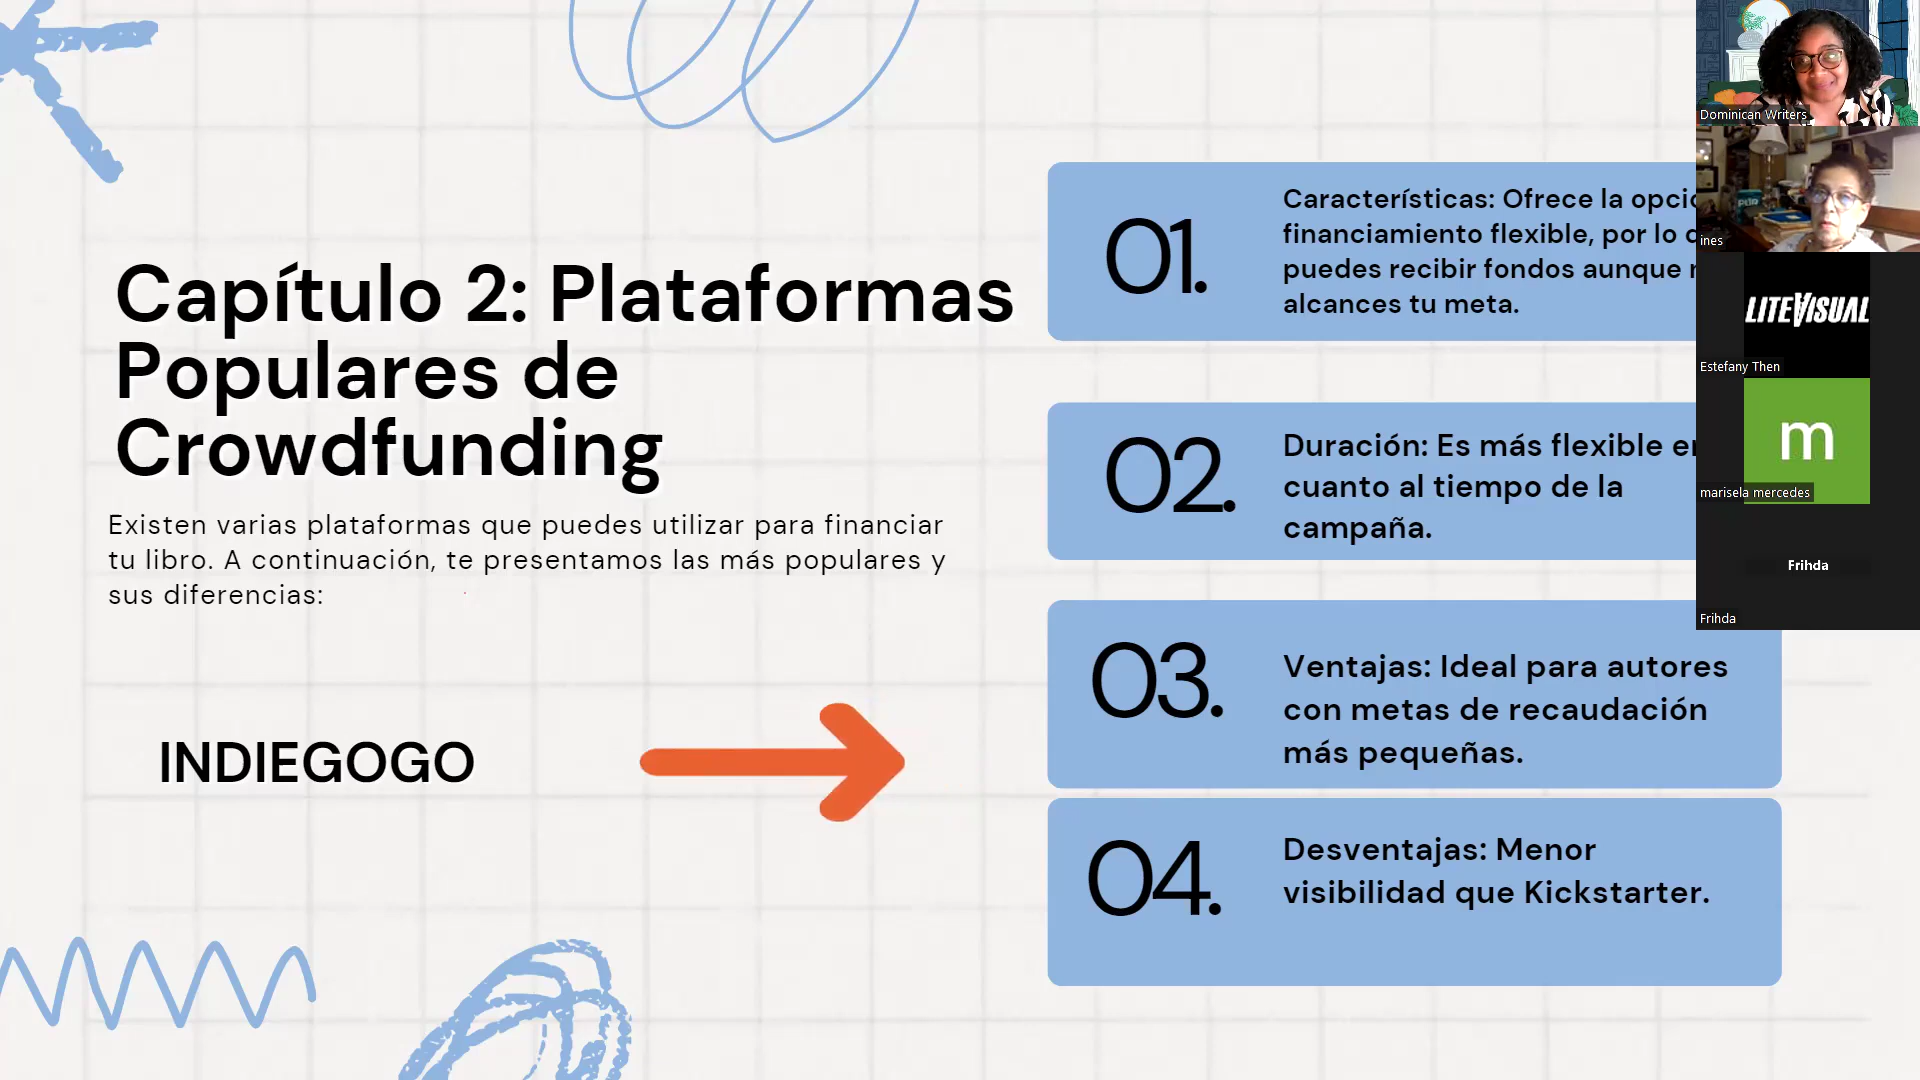 Capítulo 2: Plataformas
Populares de
Crowdfunding
Existen varias plataformas que puedes utilizar para financiar
tu libro. A continuación, te presentamos las más populares y
sus diferencias:
INDIEGOGO
01.
Características: Ofrece la
financiamiento flexible, por lo
puedes recibir fondos aunque
alcances tu meta.
02.
Duración: Es más flexible
cuanto al tiempo de la
campaña.
03.
Ventajas: Ideal para autores
con metas de recaudación
más pequeñas.
04.
Desventajas: Menor
visibilidad que Kickstarter.
Dominican Writers
ines
LITEVISUAL
Estefany Then
m
marisela mercedes
Frihda
Frihda